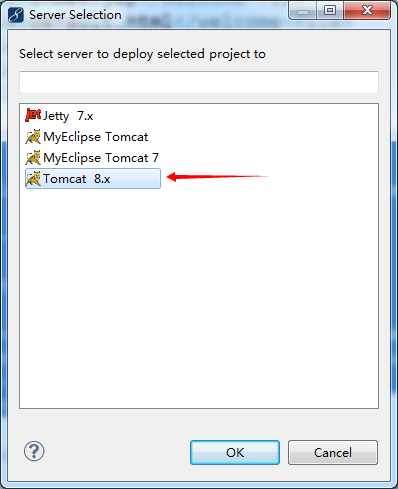 Server Selection
Select server to deploy selected project to
Jetty 7.x
MyEclipse Tomcat
MyEclipse Tomcat 7
Tomcat 8.x
?
OK
Cancel